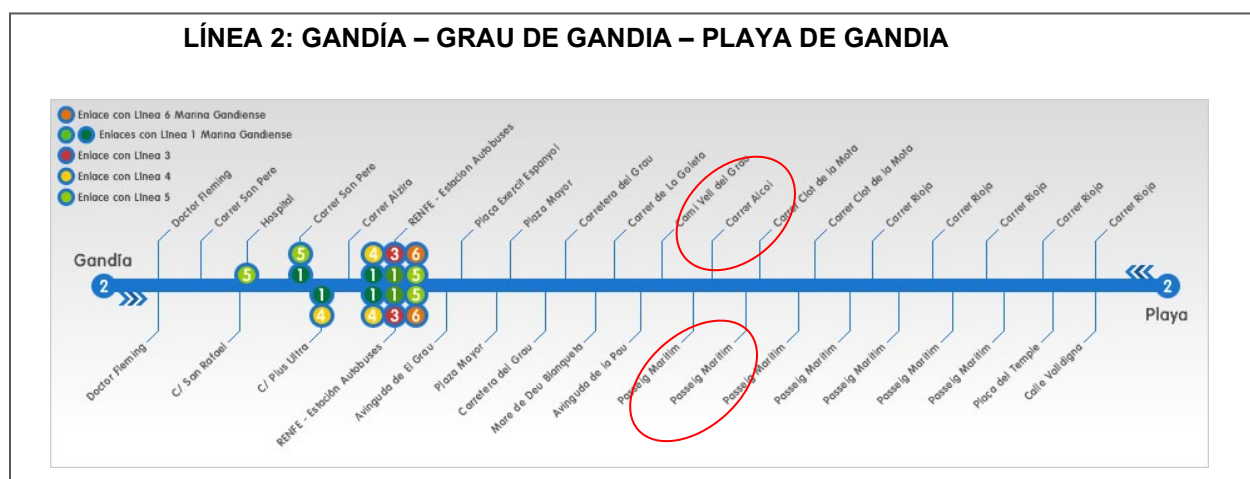 LÍNEA 2: GANDÍA – GRAU DE GANDIA – PLAYA DE GANDIA
Enlace con Línea 6 Marina Gandiense
Enlaces con Línea 1 Marina Gandiense
Enlace con Línea 3
Enlace con Línea 4
Enlace con Línea 5
Doctor Fleming
Carrer San Pere
Hospital
Carrer San Pere
Carrer Alzira
RENFE - Estacion Autobuses
Plaça Exercit Espanyol
Plaza Mayor
Carretera del Grau
Carrer de La Goleta
Cami Vell del Grau
Carrer Alcoi
Carrer Clot de la Mota
Carrer Clot de la Mota
Carrer Rioja
Carrer Rioja
Carrer Rioja
Carrer Rioja
Carrer Rioja
Gandía
5
5
1
4 3 6
1 1 5
2
2
1
4
1 1 5
4 3 6
Playa
Doctor Fleming
C/ San Rafael
C/ Plus Ultra
RENFE - Estación Autobuses
Avinguda de El Grau
Plaza Mayor
Carretera del Grau
Mare de Deu Blanqueta
Avinguda de la Pau
Passeig Marítim
Passeig Marítim
Passeig Marítim
Passeig Marítim
Passeig Marítim
Passeig Marítim
Passeig Marítim
Plaça del Temple
Calle Valldigna